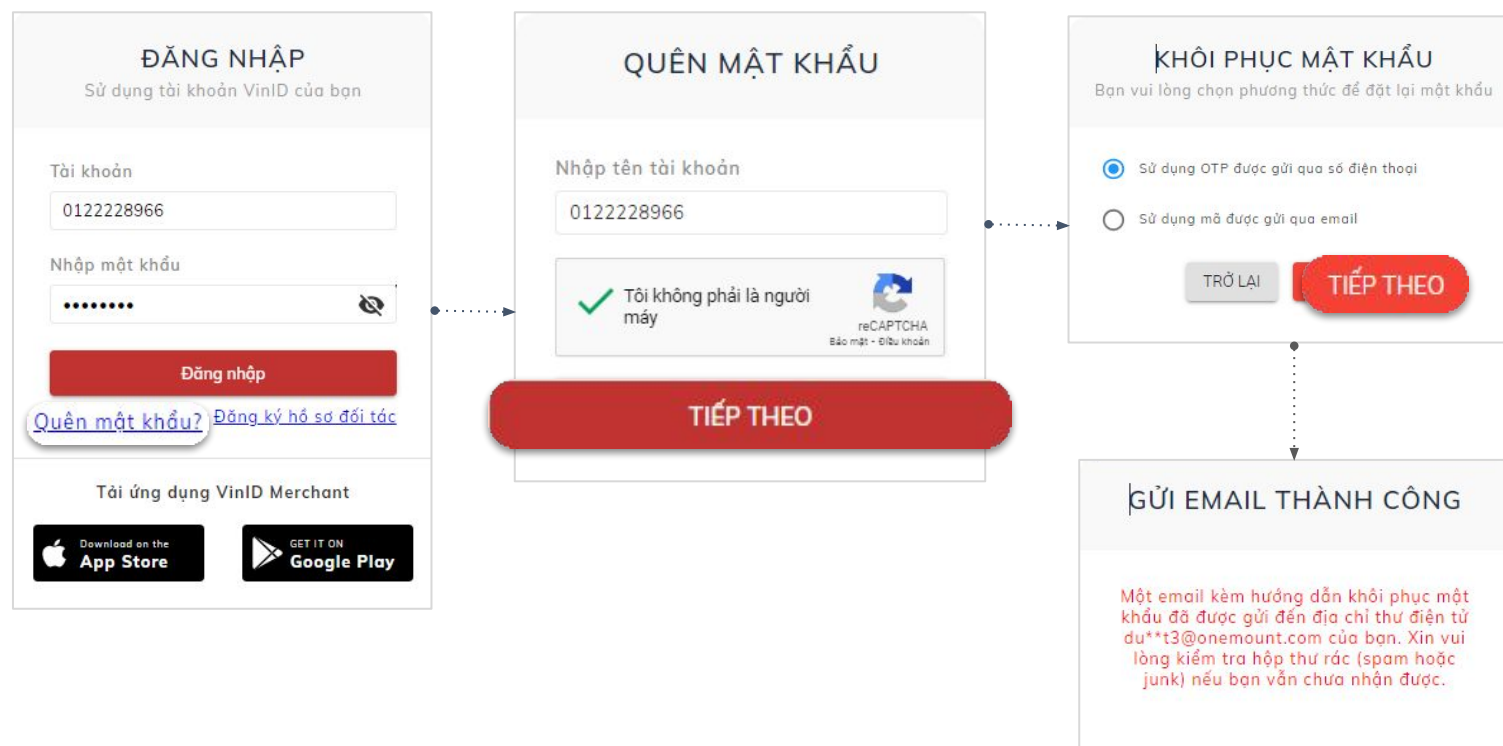 ĐĂNG NHẬP
Sử dụng tài khoản VinID của bạn
Tài khoản
0122228966
Nhập mật khẩu
••••••••
Đăng nhập
Quên mật khẩu? Đăng ký hồ sơ đối tác
Tải ứng dụng VinID Merchant
Download on the
App Store
GET IT ON
Google Play
QUÊN MẬT KHẨU
Nhập tên tài khoản
0122228966
Tôi không phải là người
máy
reCAPTCHA
Bảo mật - Điều khoản
TIẾP THEO
KHÔI PHỤC MẬT KHẨU
Bạn vui lòng chọn phương thức để đặt lại mật khẩu
Sử dụng OTP được gửi qua số điện thoại
Sử dụng mã được gửi qua email
TRỞ LẠI
TIẾP THEO
GỬI EMAIL THÀNH CÔNG
Một email kèm hướng dẫn khôi phục mật
khẩu đã được gửi đến địa chỉ thư điện tử
du**t3@onemount.com của bạn. Xin vui
lòng kiểm tra hộp thư rác (spam hoặc
junk) nếu bạn vẫn chưa nhận được.